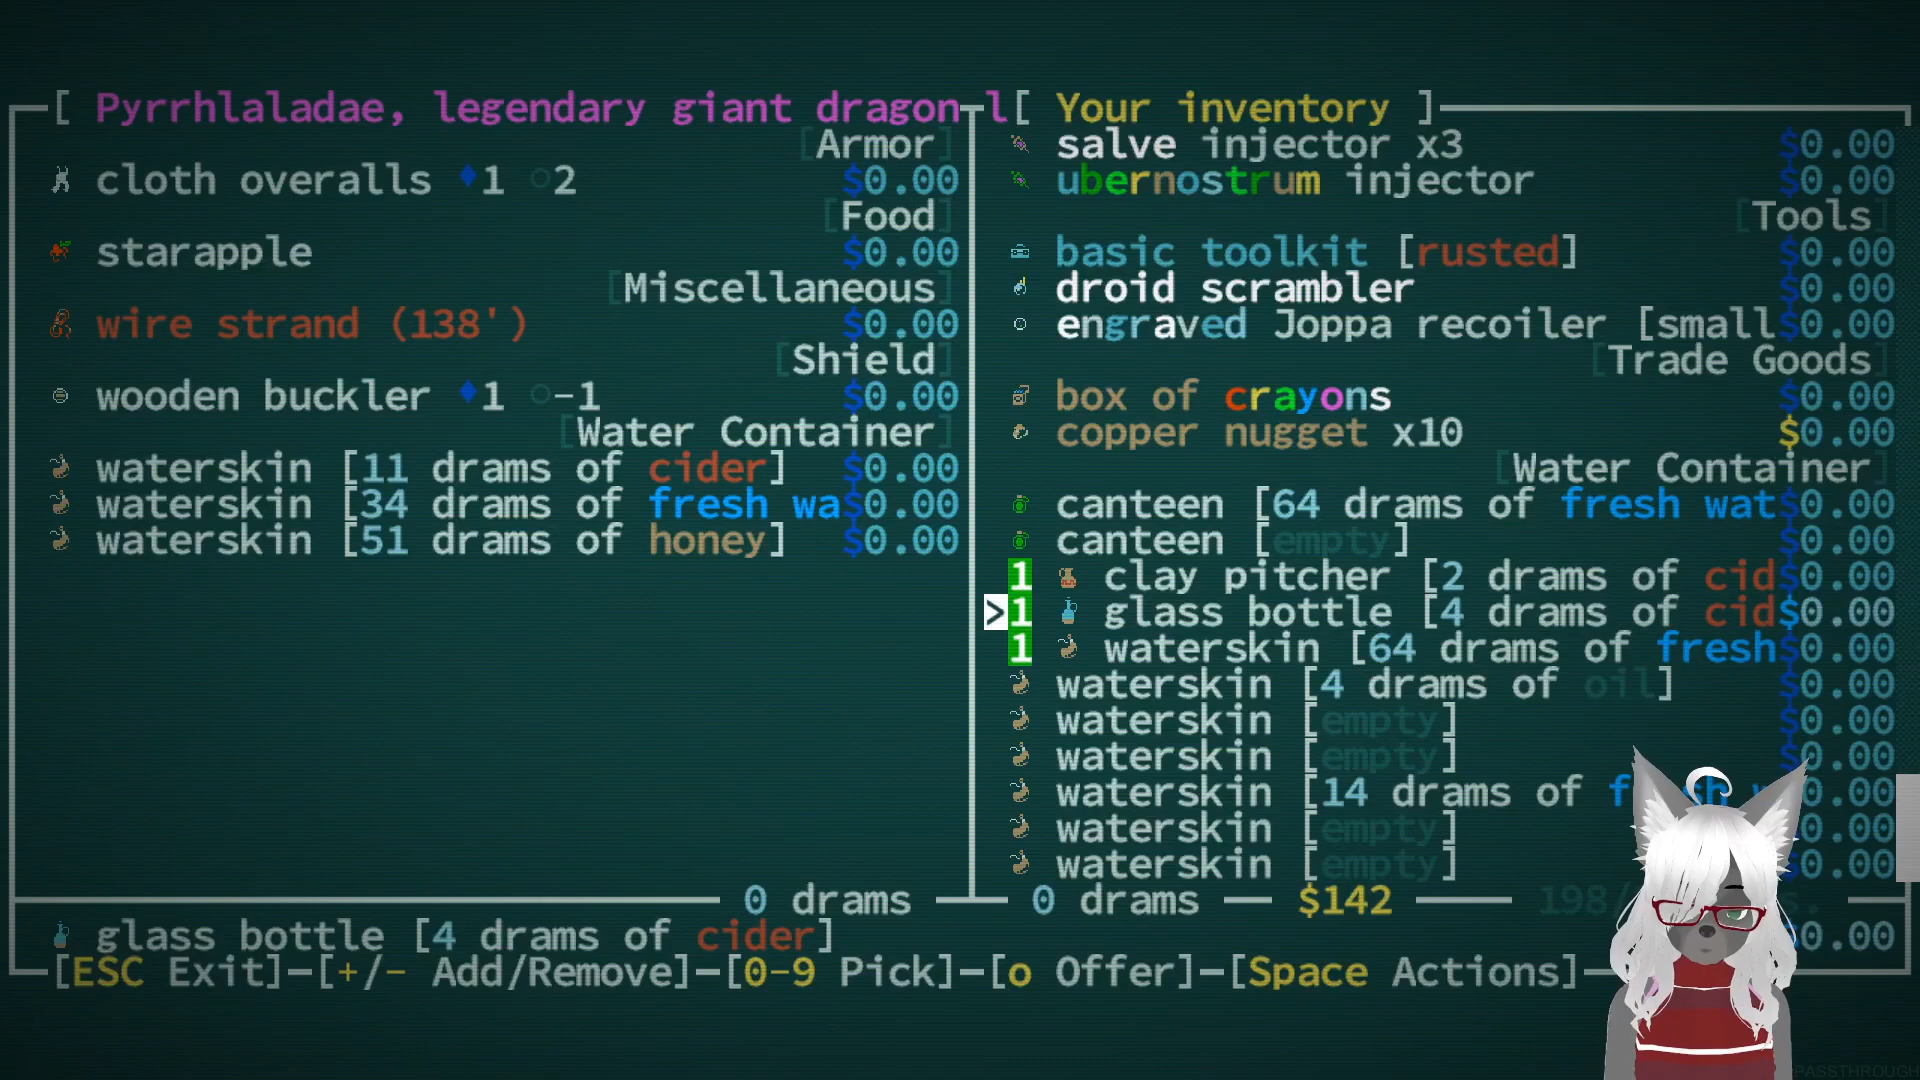 [ Pyrrhlaladae, legendary giant dragon l
[Armor]
cloth overalls ♦1 ○2 $0.00
[Food]
starapple $0.00
[Miscellaneous]
wire strand (138') $0.00
[Shield]
wooden buckler ♦1 ○-1 $0.00
[Water Container]
waterskin [11 drams of cider] $0.00
waterskin [34 drams of fresh wa$0.00
waterskin [51 drams of honey] $0.00
0 drams
[ Your inventory ]
salve injector x3 $0.00
ubernostrum injector $0.00
[Tools]
basic toolkit [rusted] $0.00
droid scrambler $0.00
engraved Joppa recoiler [small$0.00
[Trade Goods]
box of crayons $0.00
copper nugget x10 $0.00
[Water Container]
canteen [64 drams of fresh wat$0.00
canteen [empty] $0.00
1 clay pitcher [2 drams of cid$0.00
>1 glass bottle [4 drams of cid$0.00
1 waterskin [64 drams of fresh$0.00
waterskin [4 drams of oil] $0.00
waterskin [empty] $0.00
waterskin [empty] $0.00
waterskin [14 drams of
waterskin [empty]
waterskin [empty]
0 drams $142 198/
glass bottle [4 drams of cider]
[ESC Exit]-[+/- Add/Remove]-[0-9 Pick]-[o Offer]-[Space Actions]
PASSTHROUGH